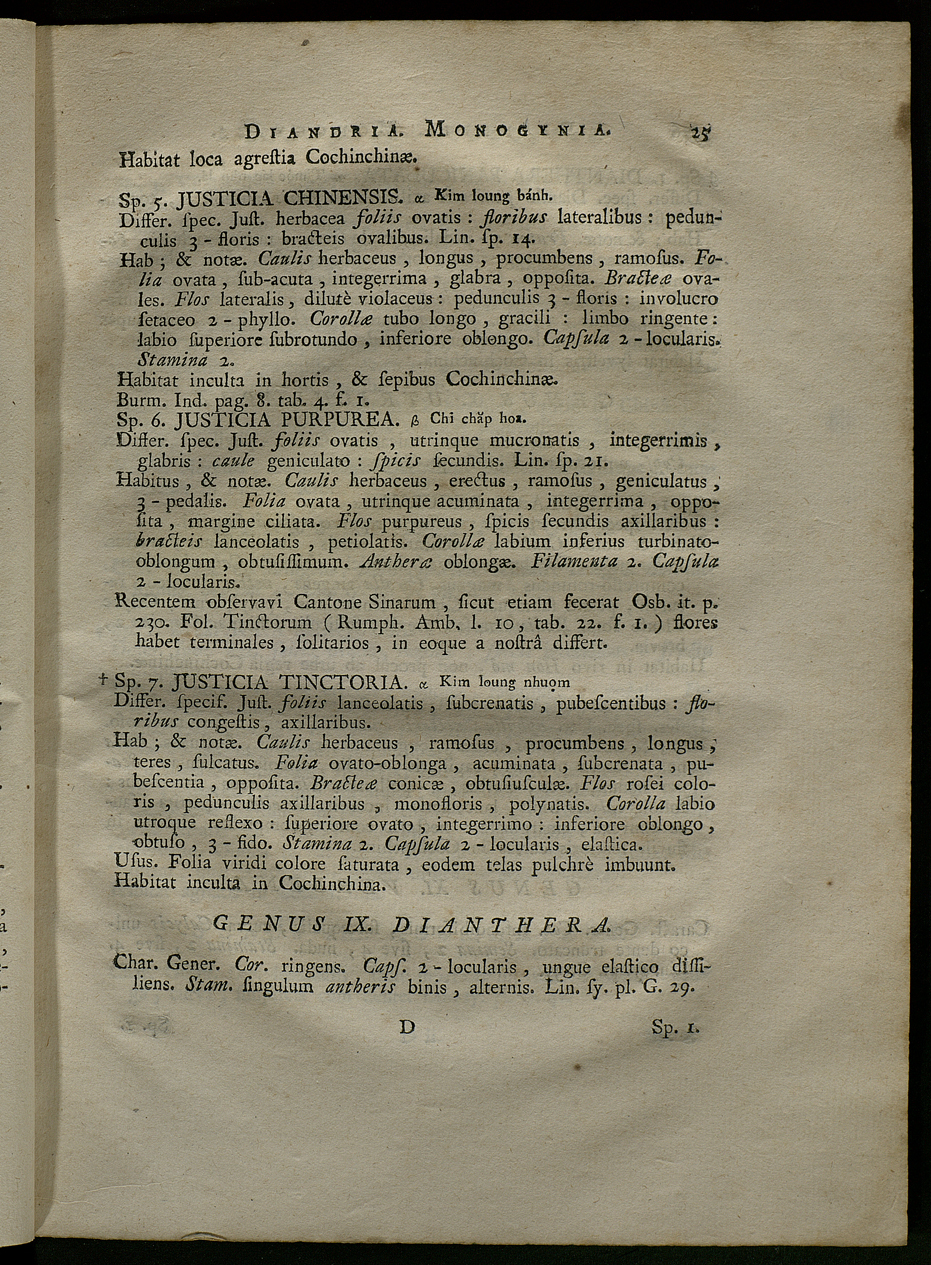 DIANDRIA. MONOGYNIA. 25
Habitat loca agreſtia Cochinchinæ.
Sp. 5. JUSTICIA CHINENSIS. α Kim loung bánh.
Differ. ſpec. Juſt. herbacea foliis ovatis : floribus lateralibus : pedun-
culis 3 - floris : bracteis ovalibus. Lin. ſp. 14.
Hab ; & notæ. Caulis herbaceus , longus , procumbens , ramoſus. Fo-
lia ovata , ſub-acuta , integerrima , glabra , oppoſita. Bracteæ ova-
les. Flos lateralis , dilutè violaceus : pedunculis 3 - floris : involucro
ſetaceo 2 - phyllo. Corollæ tubo longo , gracili : limbo ringente :
labio ſuperiore ſubrotundo , inferiore oblongo. Capſula 2 - locularis.
Stamina 2.
Habitat inculta in hortis , & ſepibus Cochinchinæ.
Burm. Ind. pag. 8. tab. 4. f. 1.
Sp. 6. JUSTICIA PURPUREA. β Chi chăp hoa.
Differ. ſpec. Juſt. foliis ovatis , utrinque mucronatis , integerrimis ,
glabris : caule geniculato : ſpicis ſecundis. Lin. ſp. 21.
Habitus , & notæ. Caulis herbaceus , erectus , ramoſus , geniculatus ,
3 - pedalis. Folia ovata , utrinque acuminata , integerrima , oppo-
ſita , margine ciliata. Flos purpureus , ſpicis ſecundis axillaribus :
bracteis lanceolatis , petiolatis. Corollæ labium inferius turbinato-
oblongum , obtuſiſſimum. Antheræ oblongæ. Filamenta 2. Capſula
2 - locularis.
Recentem obſervavi Cantone Sinarum , ſicut etiam fecerat Osb. it. p.
230. Fol. Tinctorum ( Rumph. Amb. l. 10 , tab. 22. f. 1. ) flores
habet terminales , ſolitarios , in eoque a noſtrâ differt.
† Sp. 7. JUSTICIA TINCTORIA. α Kim loung nhuọm
Differ. ſpecif. Juſt. foliis lanceolatis , ſubcrenatis , pubeſcentibus : flo-
ribus congeſtis , axillaribus.
Hab ; & notæ. Caulis herbaceus , ramoſus , procumbens , longus ,
teres , ſulcatus. Folia ovato-oblonga , acuminata , ſubcrenata , pu-
beſcentia , oppoſita. Bracteæ conicæ , obtuſiuſculæ. Flos roſei colo-
ris , pedunculis axillaribus , monofloris , polynatis. Corolla labio
utroque reflexo : ſuperiore ovato , integerrimo : inferiore oblongo ,
obtuſo , 3 - fido. Stamina 2. Capſula 2 - locularis , elaſtica.
Uſus. Folia viridi colore ſaturata , eodem telas pulchrè imbuunt.
Habitat inculta in Cochinchina.
GENUS IX. DIANTHERA.
Char. Gener. Cor. ringens. Capſ. 2 - locularis , ungue elaſtico diſſi-
liens. Stam. ſingulum antheris binis , alternis. Lin. ſy. pl. G. 29.
D Sp. 1.